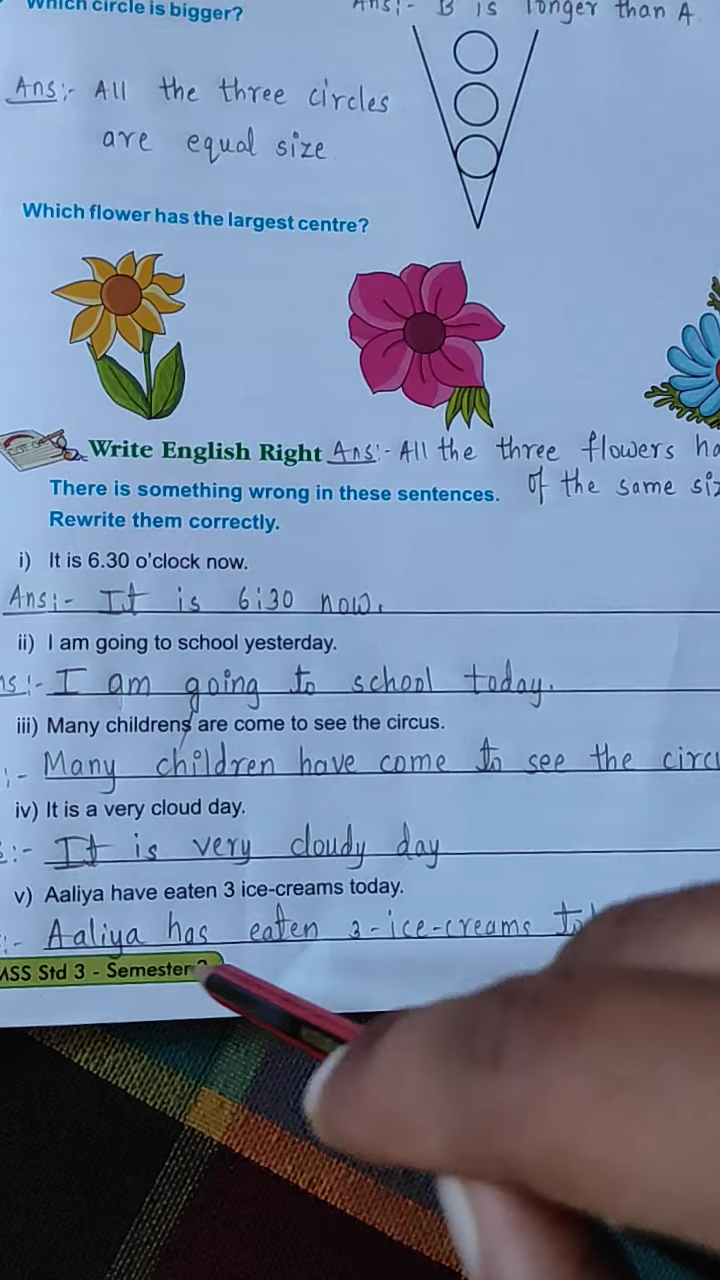 Which circle is bigger?
Ans:- B is longer than A
Ans:- All the three circles
are equal size
Which flower has the largest centre?
Write English Right Ans:- All the three flowers
There is something wrong in these sentences. of the same
Rewrite them correctly.
i) It is 6.30 o'clock now.
Ans:- It is 6:30 now.
ii) I am going to school yesterday.
I am going to school today.
iii) Many childrens are come to see the circus.
:- Many children have come to see the
iv) It is a very cloud day.
:- It is very cloudy day
v) Aaliya have eaten 3 ice-creams today.
:- Aaliya has eaten 3-ice-creams
Std 3 - Semester